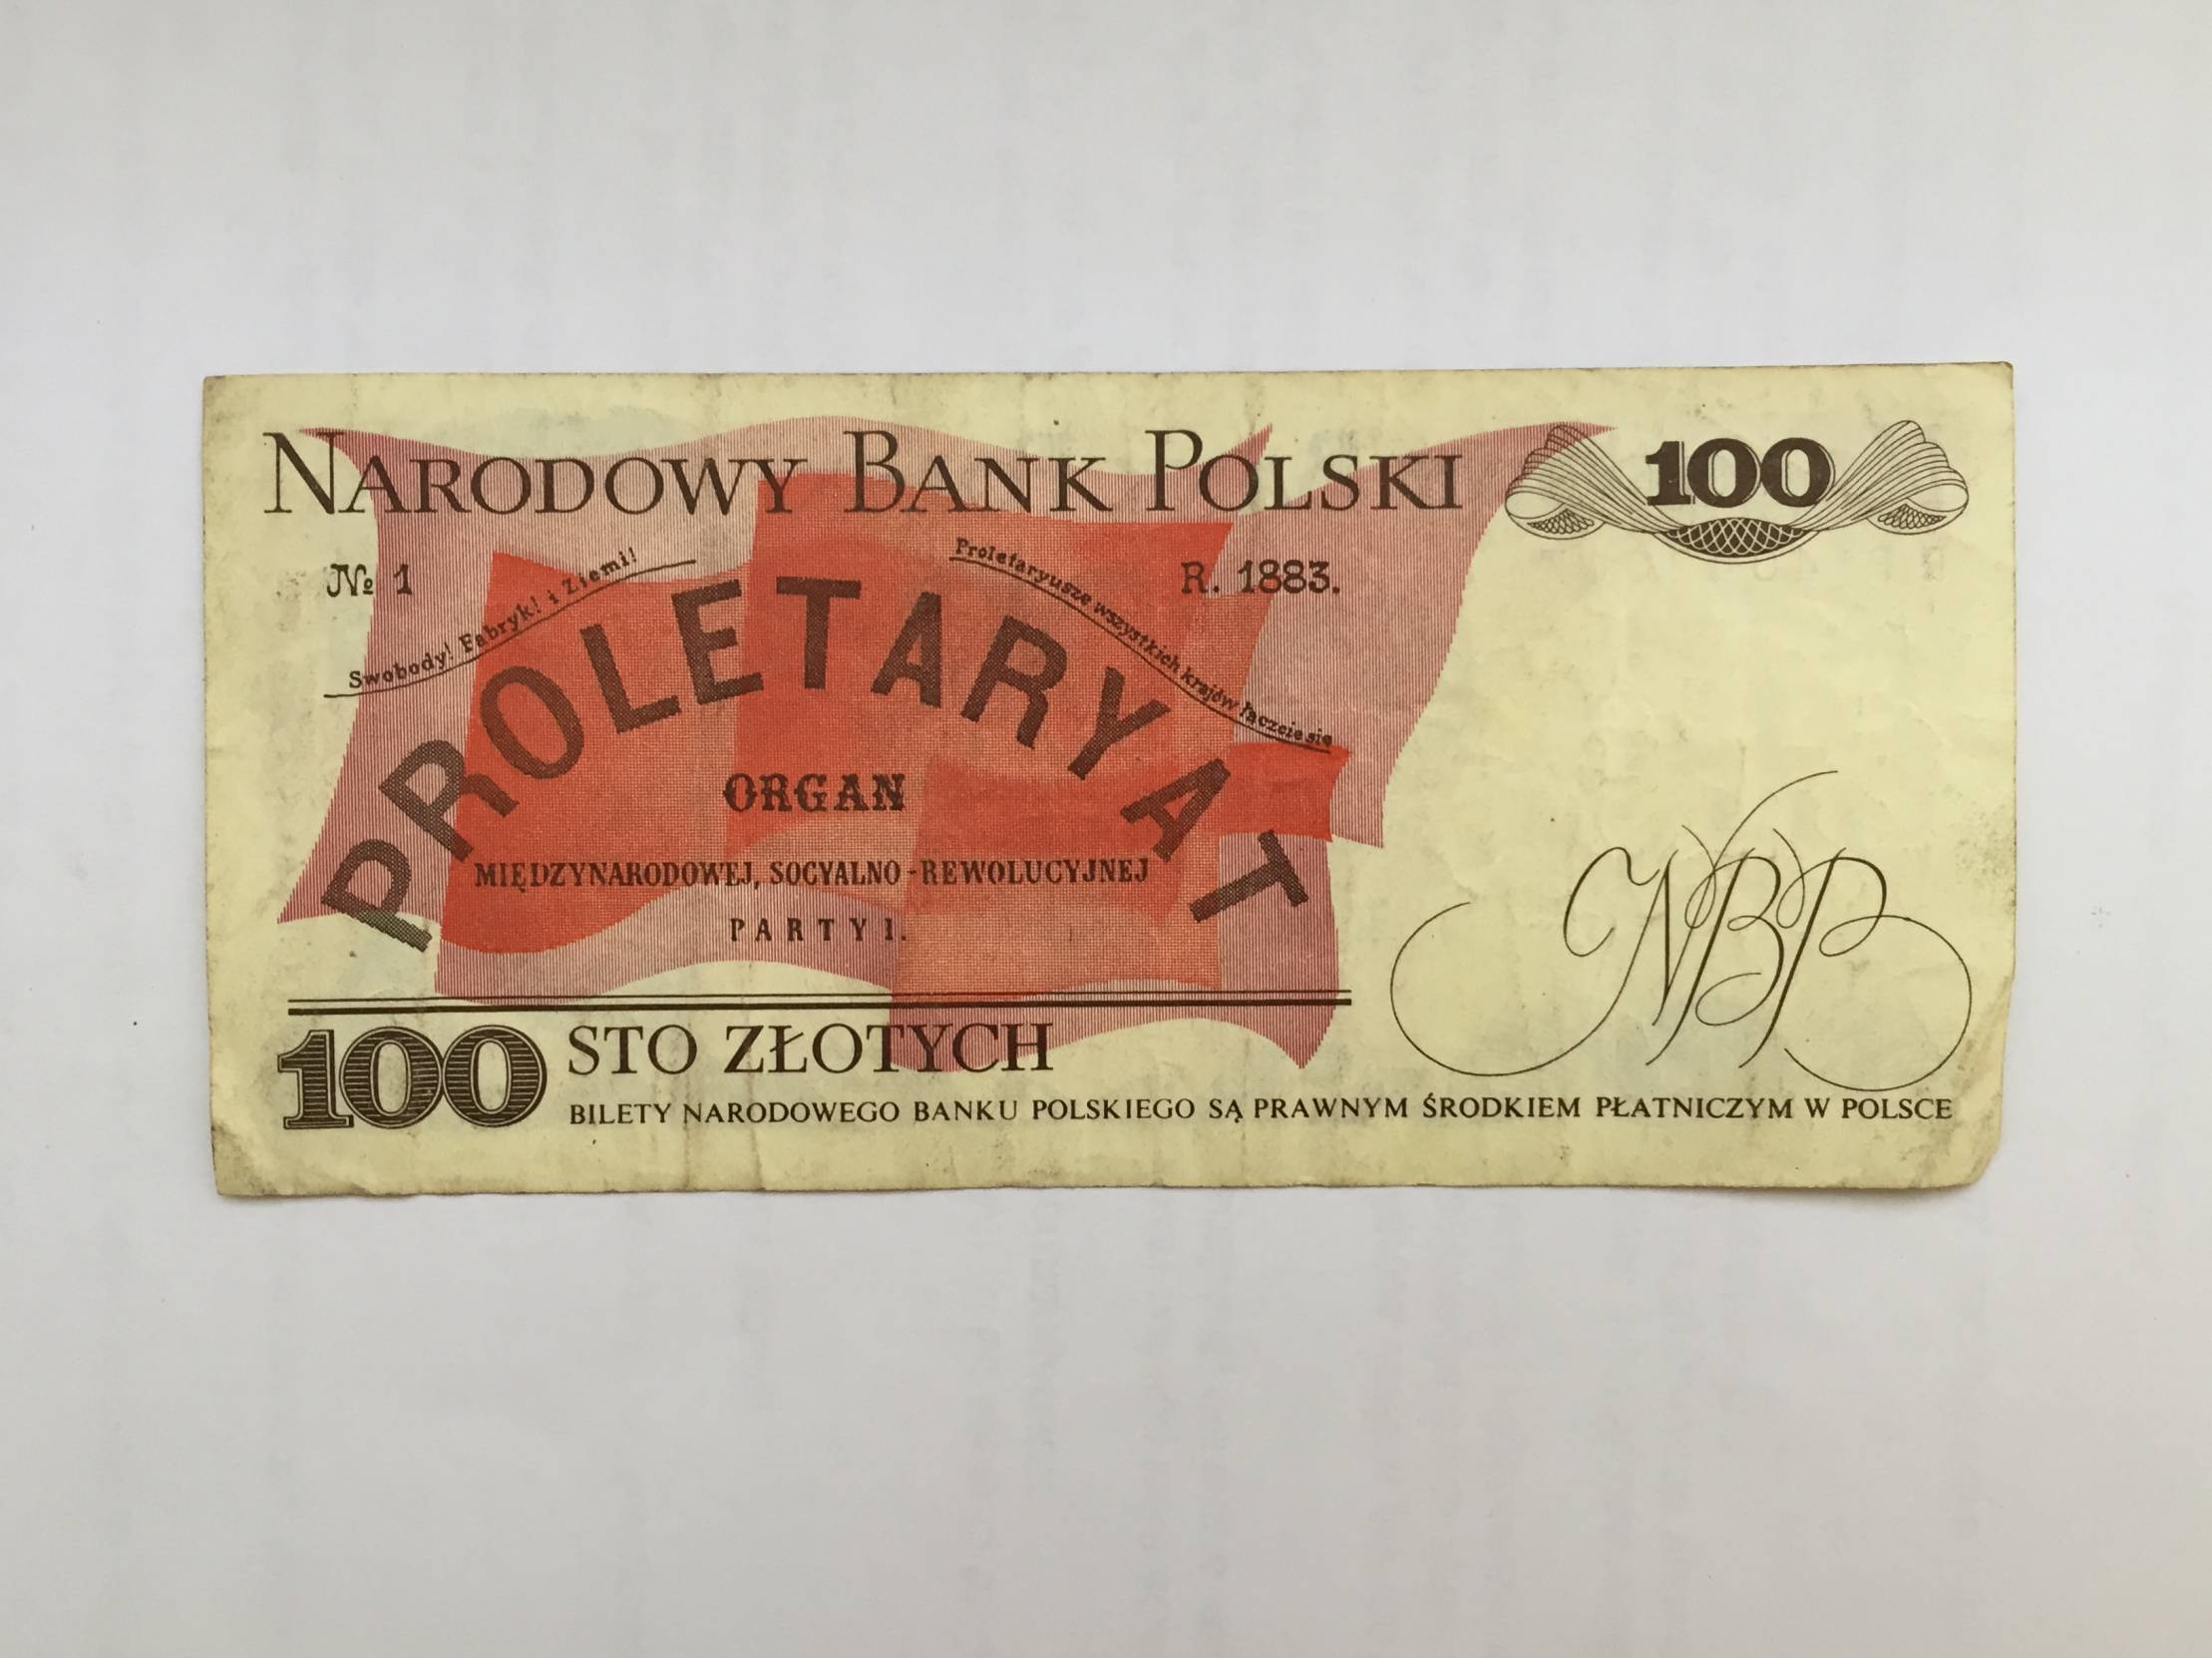 NARODOWY BANK POLSKI 100
№ 1
R. 1883.
Swobody! Fabryk! i Ziemi!
Proletaryusze wszystkich krajów łączcie się
PROLETARYAT
ORGAN
MIĘDZYNARODOWEJ, SOCYALNO-REWOLUCYJNEJ
PARTYI.
NBP
100 STO ZŁOTYCH
BILETY NARODOWEGO BANKU POLSKIEGO SĄ PRAWNYM ŚRODKIEM PŁATNICZYM W POLSCE